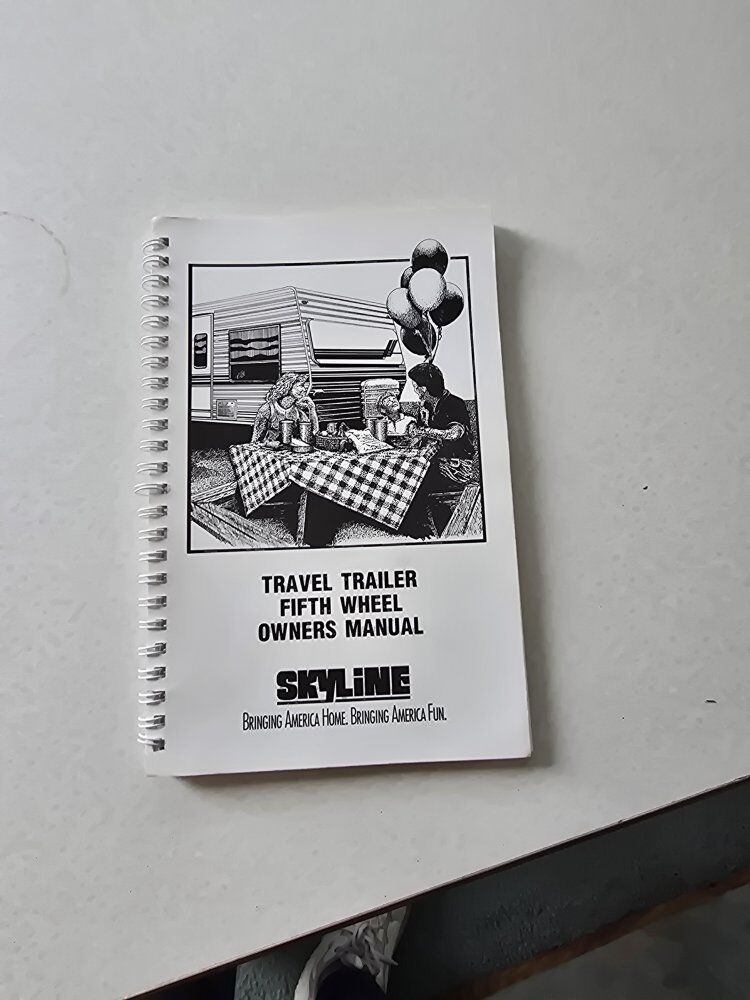 TRAVEL TRAILER
FIFTH WHEEL
OWNERS MANUAL
SKYLiNE
BRINGING AMERICA HOME. BRINGING AMERICA FUN.